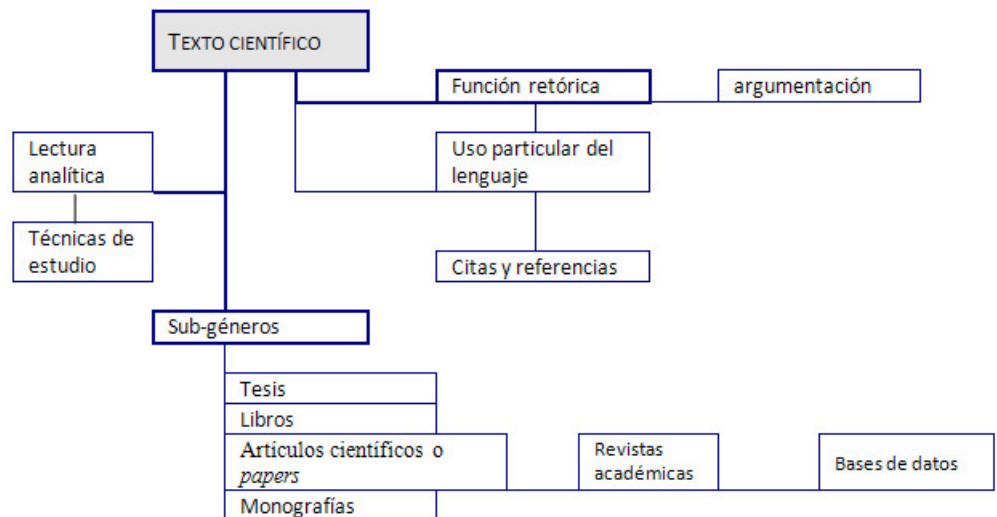 TEXTO CIENTÍFICO
Función retórica
argumentación
Lectura
analítica
Uso particular del
lenguaje
Técnicas de
estudio
Citas y referencias
Sub-géneros
Tesis
Libros
Artículos científicos o
papers
Revistas
académicas
Bases de datos
Monografías